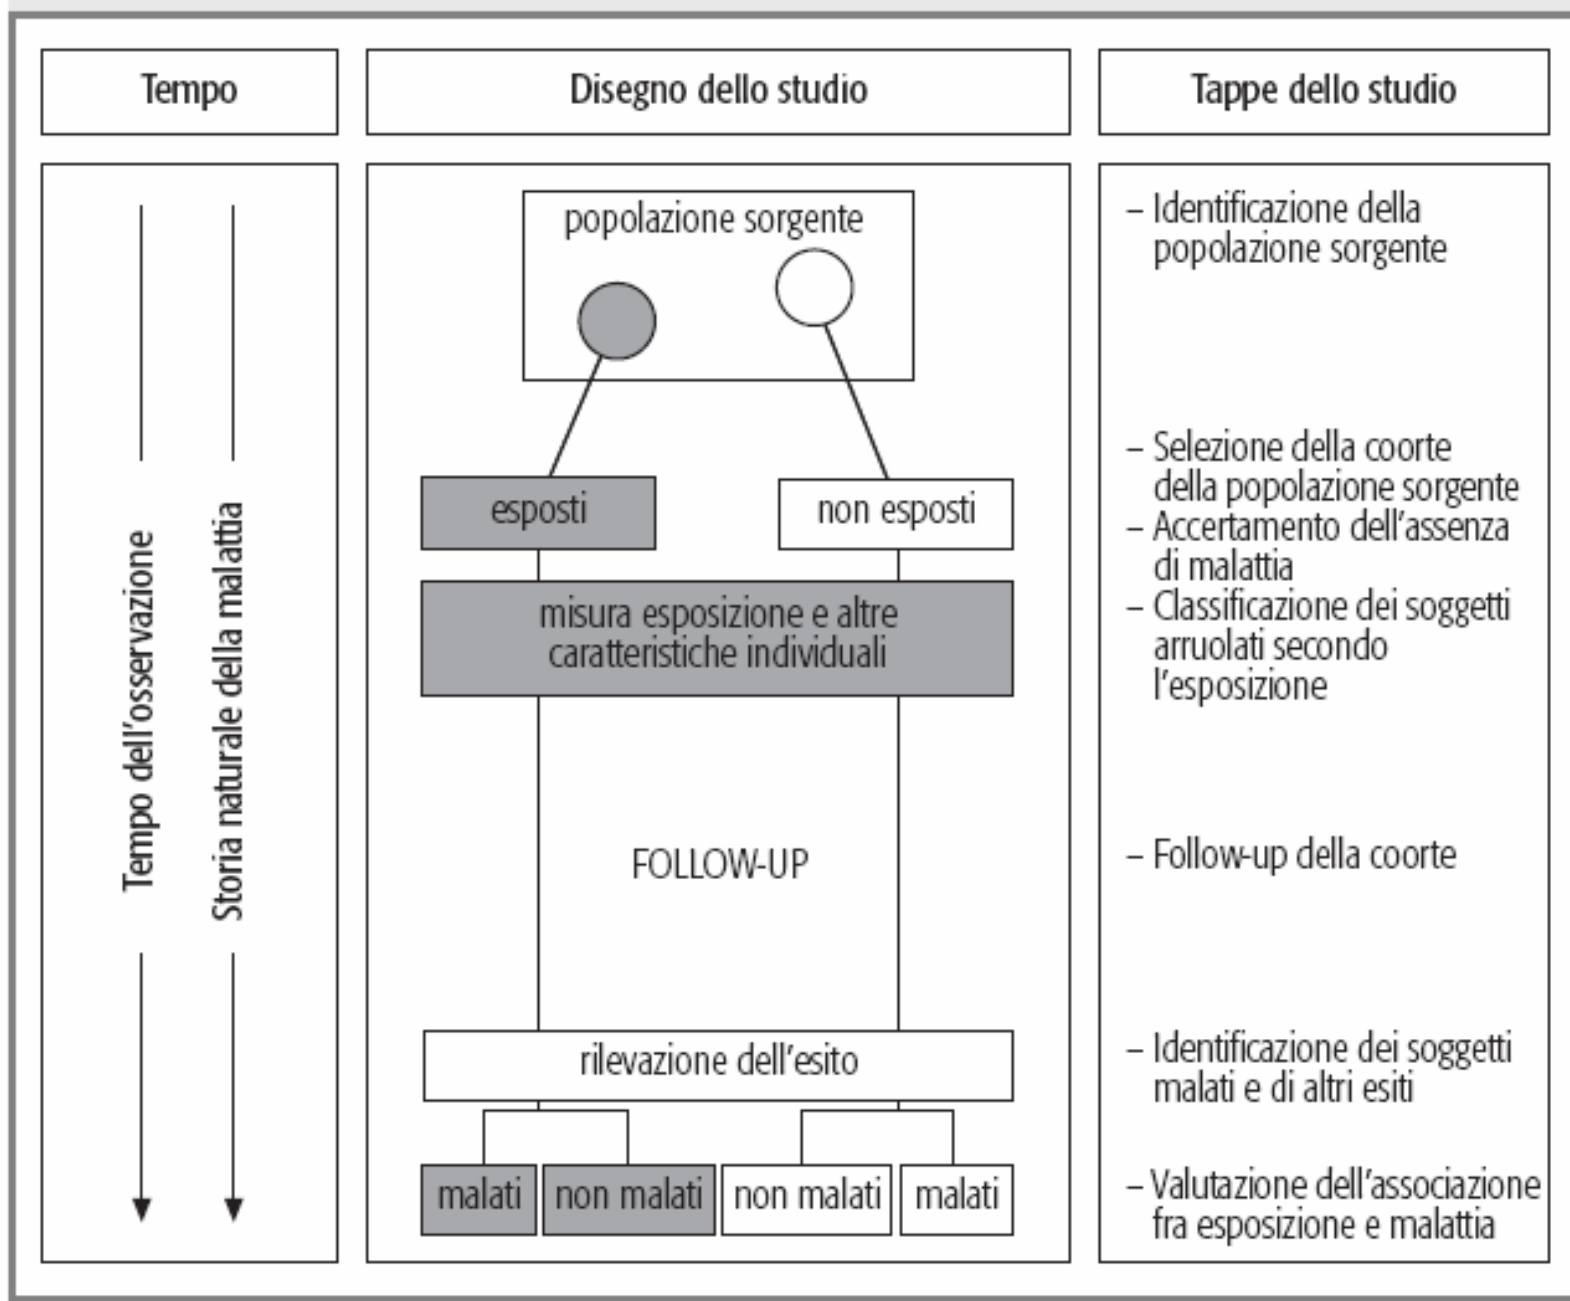 Tempo
Disegno dello studio
Tappe dello studio
Tempo dell'osservazione
Storia naturale della malattia
popolazione sorgente
esposti
non esposti
misura esposizione e altre
caratteristiche individuali
FOLLOW-UP
rilevazione dell'esito
malati
non malati
non malati
malati
– Identificazione della
popolazione sorgente
– Selezione della coorte
della popolazione sorgente
– Accertamento dell'assenza
di malattia
– Classificazione dei soggetti
arruolati secondo
l'esposizione
– Follow-up della coorte
– Identificazione dei soggetti
malati e di altri esiti
– Valutazione dell'associazione
fra esposizione e malattia